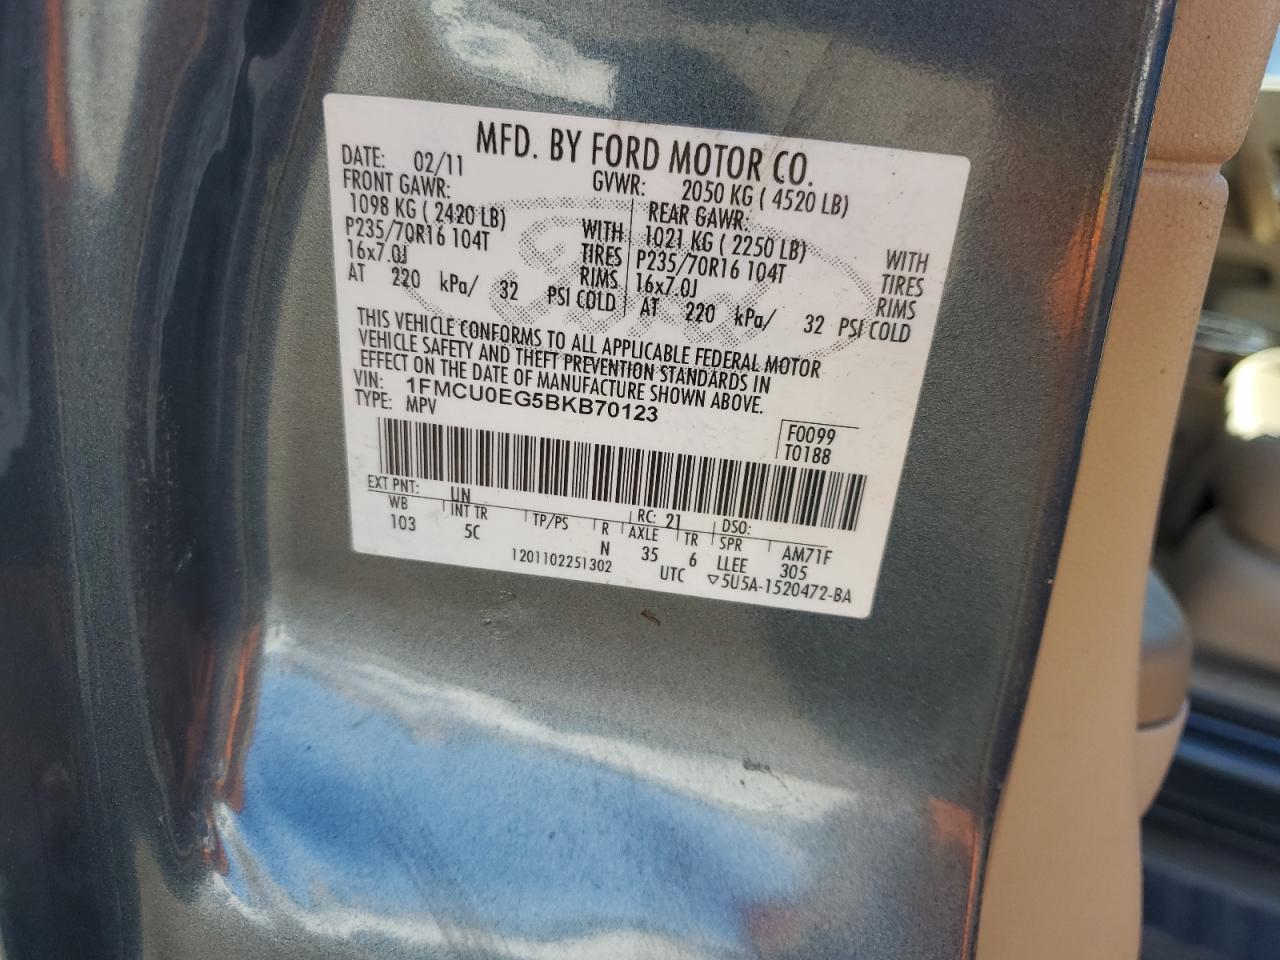 MFD. BY FORD MOTOR CO.
DATE: 02/11 GVWR: 2050 KG ( 4520 LB)
FRONT GAWR: REAR GAWR:
1098 KG ( 2420 LB) WITH 1021 KG ( 2250 LB) WITH
P235/70R16 104T TIRES P235/70R16 104T TIRES
16x7.0J RIMS 16x7.0J RIMS
AT 220 kPa/ 32 PSI COLD AT 220 kPa/ 32 PSI COLD
THIS VEHICLE CONFORMS TO ALL APPLICABLE FEDERAL MOTOR
VEHICLE SAFETY AND THEFT PREVENTION STANDARDS IN
EFFECT ON THE DATE OF MANUFACTURE SHOWN ABOVE.
VIN: 1FMCU0EG5BKB70123
TYPE: MPV
F0099
T0188
EXT PNT: UN RC: 21 DSO:
WB INT TR TP/PS R AXLE TR SPR AM71F
103 5C N 35 6 LLEE 305
1201102251302 UTC ▽5U5A-1520472-BA
Ford